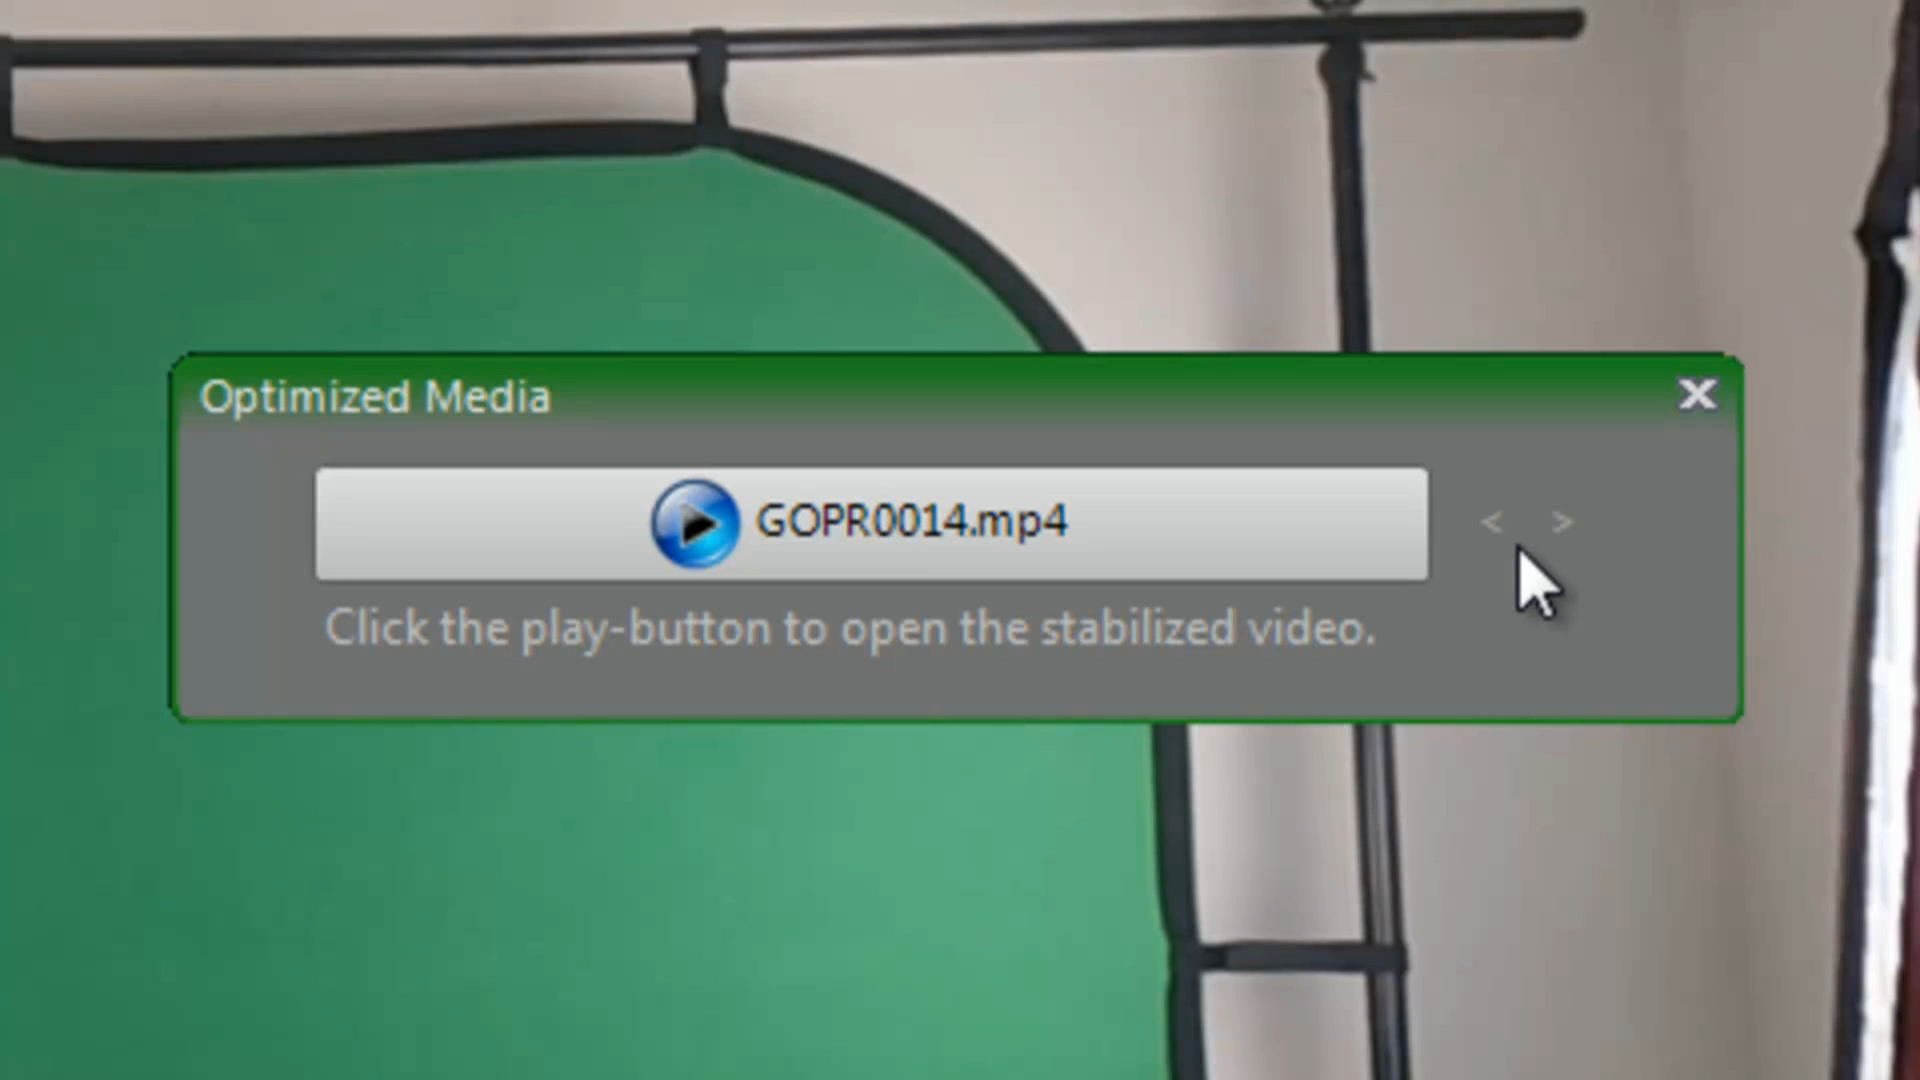 Optimized Media
GOPR0014.mp4 < >
Click the play-button to open the stabilized video.